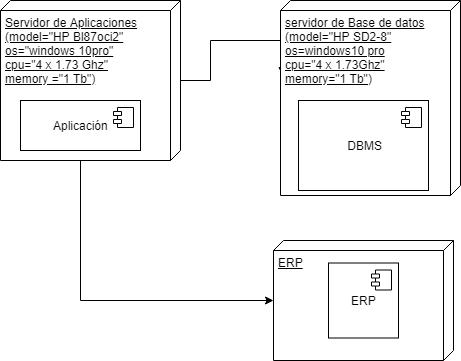 Servidor de Aplicaciones
(model="HP Bl87oci2"
os="windows 10pro"
cpu="4 x 1.73 Ghz"
memory ="1 Tb")
Aplicación
servidor de Base de datos
(model="HP SD2-8"
os=windows10 pro
cpu="4 x 1.73Ghz"
memory="1 Tb")
DBMS
ERP
ERP